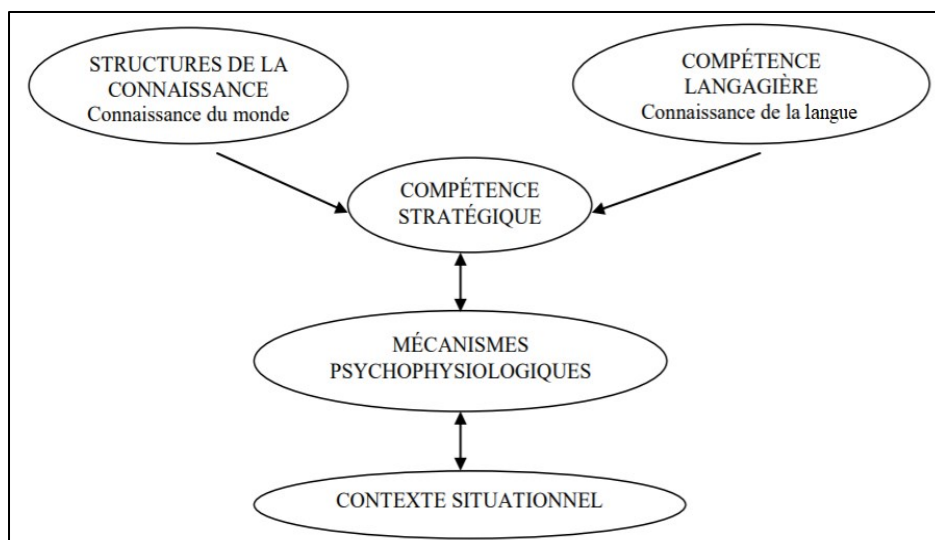 STRUCTURES DE LA
CONNAISSANCE
Connaissance du monde
COMPÉTENCE
LANGAGIÈRE
Connaissance de la langue
COMPÉTENCE
STRATÉGIQUE
MÉCANISMES
PSYCHOPHYSIOLOGIQUES
CONTEXTE SITUATIONNEL